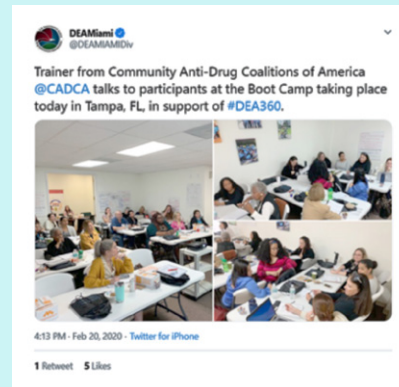 DEAMiami
@DEAMIAMIDiv
Trainer from Community Anti-Drug Coalitions of America
@CADCA talks to participants at the Boot Camp taking place
today in Tampa, FL, in support of #DEA360.
4:13 PM · Feb 20, 2020 · Twitter for iPhone
1 Retweet 5 Likes